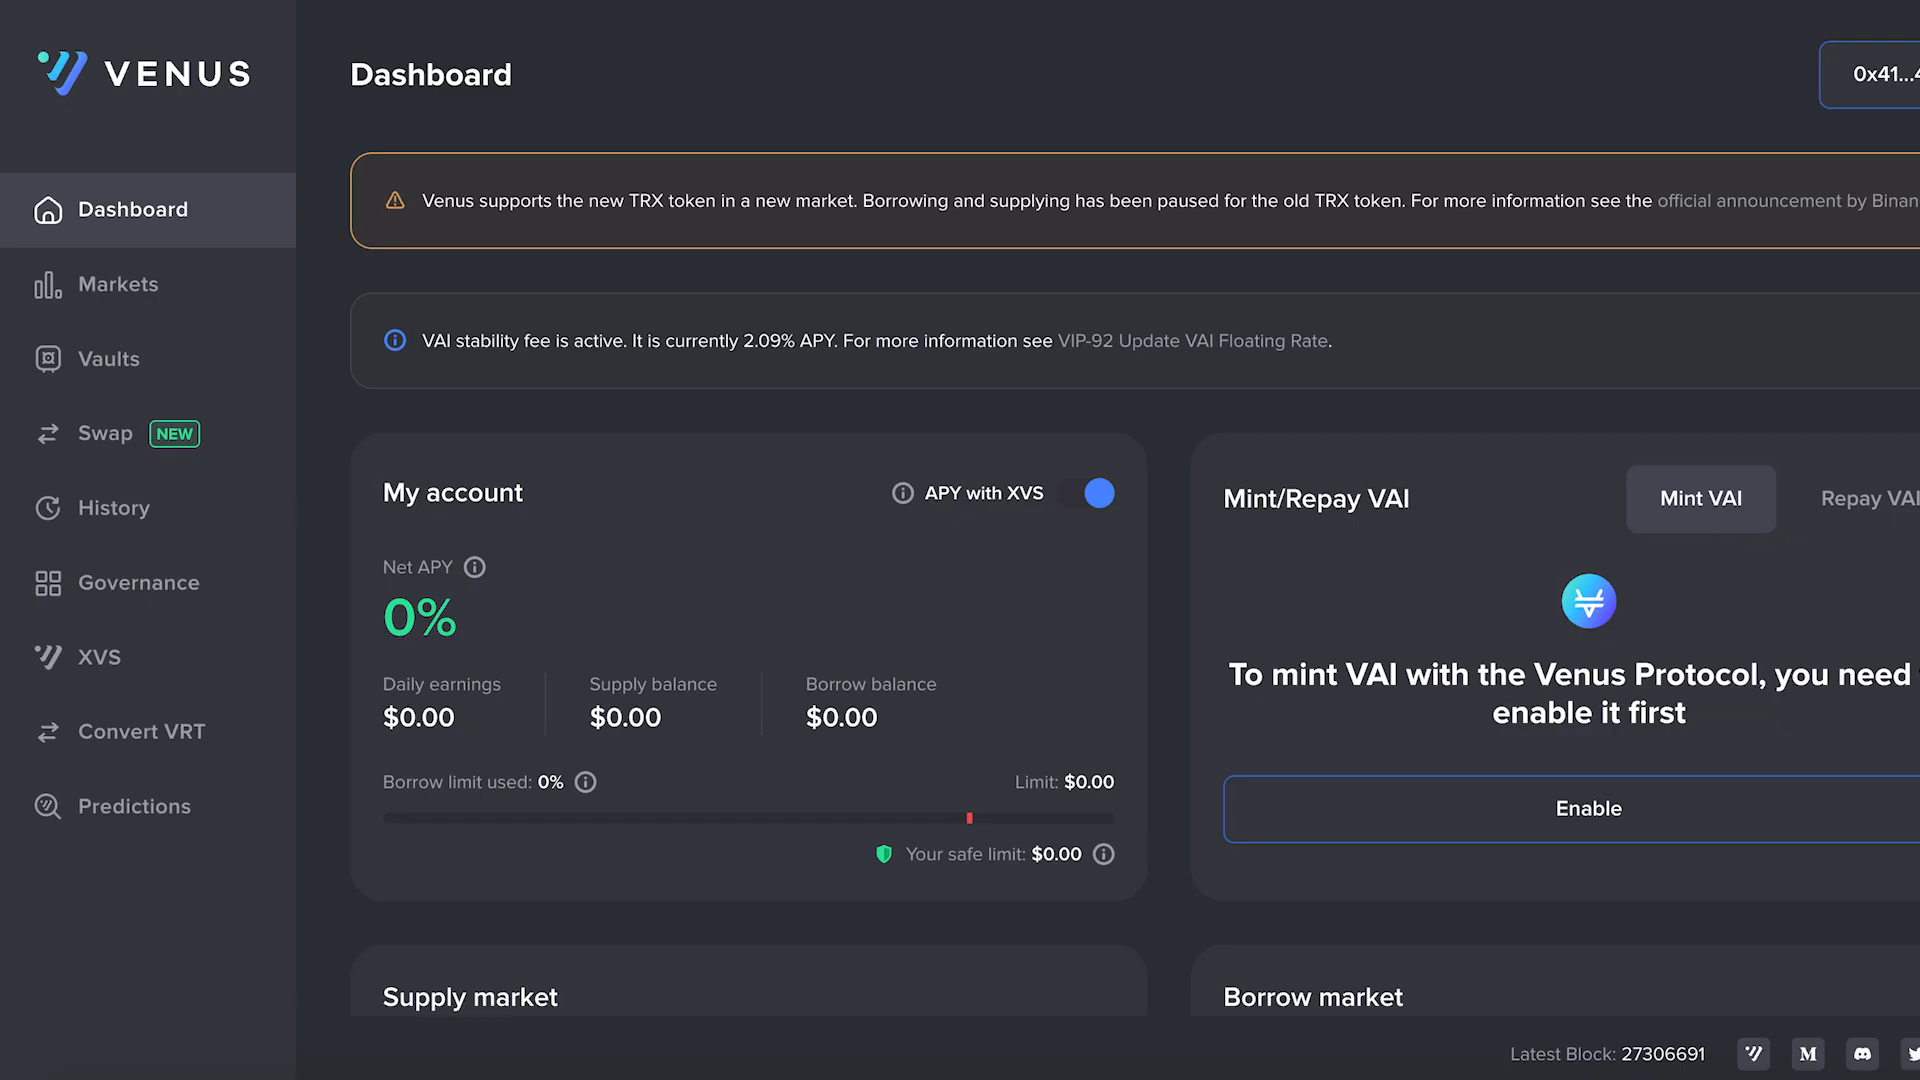 VENUS
Dashboard
0x41...4
Dashboard
Markets
Vaults
Swap NEW
History
Governance
XVS
Convert VRT
Predictions
Venus supports the new TRX token in a new market. Borrowing and supplying has been paused for the old TRX token. For more information see the official announcement by Binan
VAI stability fee is active. It is currently 2.09% APY. For more information see VIP-92 Update VAI Floating Rate.
My account
APY with XVS
Net APY
0%
Daily earnings
$0.00
Supply balance
$0.00
Borrow balance
$0.00
Borrow limit used: 0%
Limit: $0.00
Your safe limit: $0.00
Mint/Repay VAI
Mint VAI
Repay VAI
To mint VAI with the Venus Protocol, you need
enable it first
Enable
Supply market
Borrow market
Latest Block: 27306691